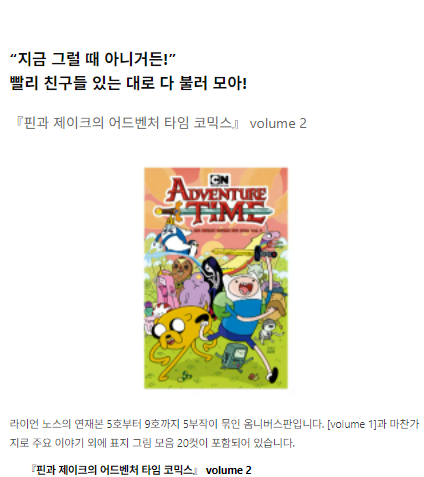 “지금 그럴 때 아니거든!”
빨리 친구들 있는 대로 다 불러 모아!
『핀과 제이크의 어드벤처 타임 코믹스』 volume 2
CN
ADVENTURE
TIME
라이언 노스의 연재본 5호부터 9호까지 5부작이 묶인 옴니버스판입니다. [volume 1]과 마찬가
지로 주요 이야기 외에 표지 그림 모음 20컷이 포함되어 있습니다.
『핀과 제이크의 어드벤처 타임 코믹스』 volume 2